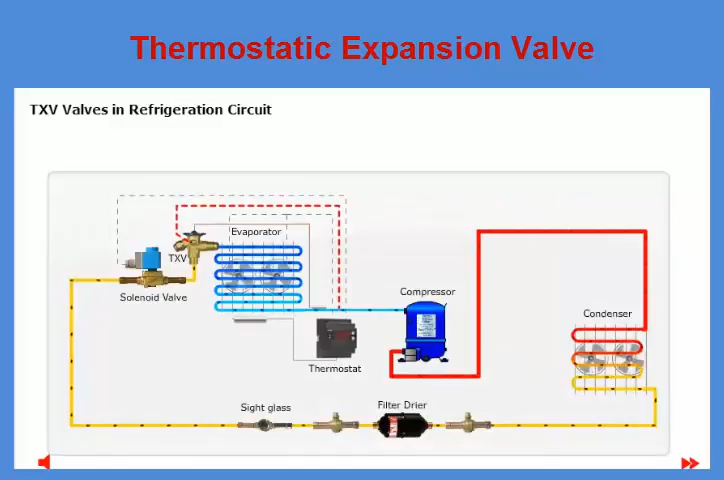 Thermostatic Expansion Valve
TXV Valves in Refrigeration Circuit
Evaporator
TXV
Solenoid Valve
Compressor
Condenser
Thermostat
Sight glass
Filter Drier